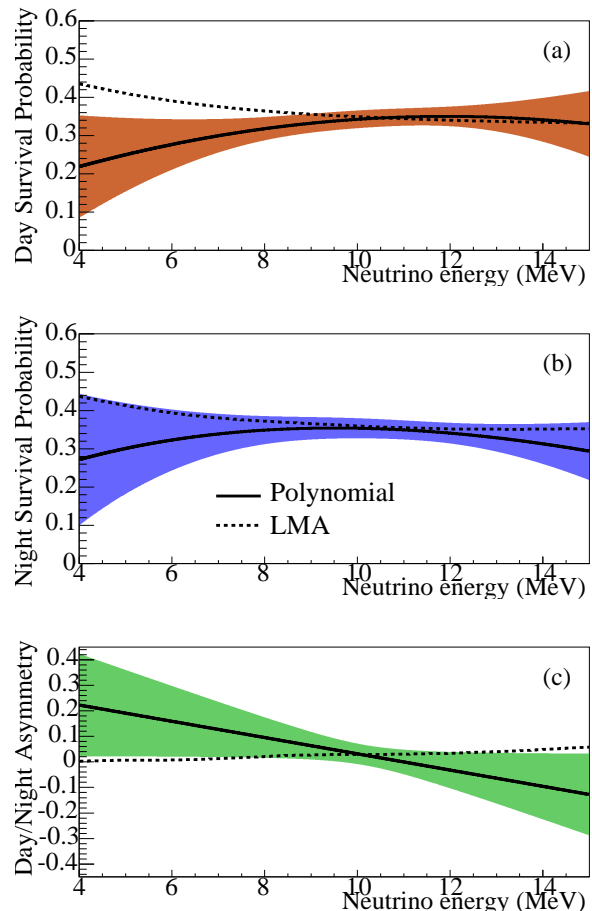 0.6
(a)
0.5
0.4
0.3
0.2
0.1
0
4 6 8 10 12 14
Day Survival Probability
Neutrino energy (MeV)
0.6
(b)
0.5
0.4
0.3
0.2
0.1
0
Polynomial
LMA
4 6 8 10 12 14
Night Survival Probability
Neutrino energy (MeV)
0.4
(c)
0.3
0.2
0.1
0
-0.1
-0.2
-0.3
-0.4
4 6 8 10 12 14
Day/Night Asymmetry
Neutrino energy (MeV)